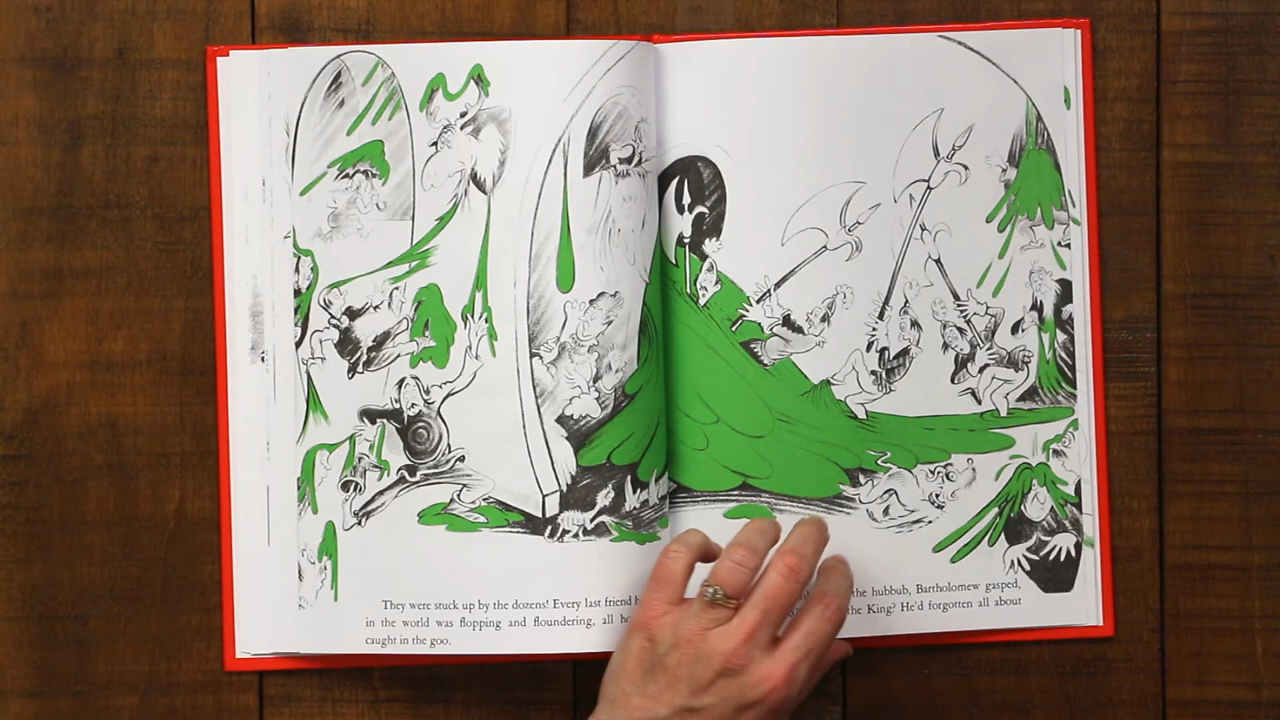 They were stuck up by the dozens! Every last friend
in the world was flopping and floundering, all
caught in the goo.
the hubbub, Bartholomew gasped,
the King? He'd forgotten all about